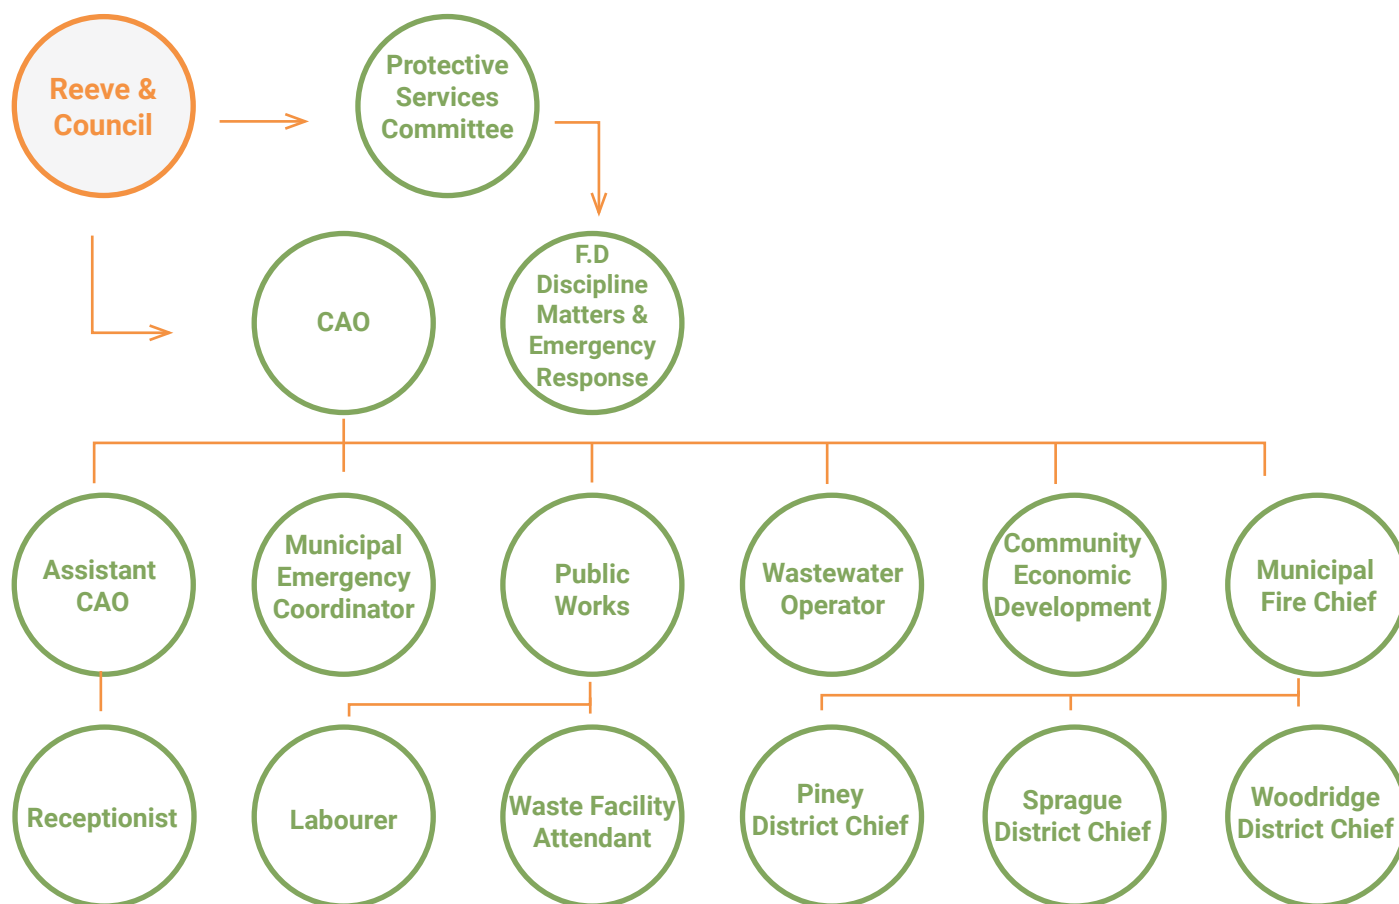 Reeve &
Council
Protective
Services
Committee
CAO
F.D
Discipline
Matters &
Emergency
Response
Assistant
CAO
Municipal
Emergency
Coordinator
Public
Works
Wastewater
Operator
Community
Economic
Development
Municipal
Fire Chief
Receptionist
Labourer
Waste Facility
Attendant
Piney
District Chief
Sprague
District Chief
Woodridge
District Chief